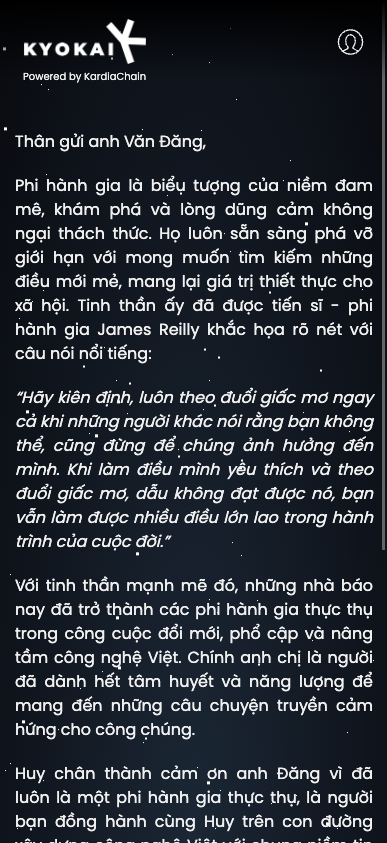 KYOKAI
Powered by KardiaChain
Thân gửi anh Văn Đăng,
Phi hành gia là biểu tượng của niềm đam
mê, khám phá và lòng dũng cảm không
ngại thách thức. Họ luôn sẵn sàng phá vỡ
giới hạn với mong muốn tìm kiếm những
điều mới mẻ, mang lại giá trị thiết thực cho
xã hội. Tinh thần ấy đã được tiến sĩ - phi
hành gia James Reilly khắc họa rõ nét với
câu nói nổi tiếng:
“Hãy kiên định, luôn theo đuổi giấc mơ ngay
cả khi những người khác nói rằng bạn không
thể, cũng đừng để chúng ảnh hưởng đến
mình. Khi làm điều mình yêu thích và theo
đuổi giấc mơ, dẫu không đạt được nó, bạn
vẫn làm được nhiều điều lớn lao trong hành
trình của cuộc đời.”
Với tinh thần mạnh mẽ đó, những nhà báo
nay đã trở thành các phi hành gia thực thụ
trong công cuộc đổi mới, phổ cập và nâng
tầm công nghệ Việt. Chính anh chị là người
đã dành hết tâm huyết và năng lượng để
mang đến những câu chuyện truyền cảm
hứng cho công chúng.
Huy chân thành cảm ơn anh Đăng vì đã
luôn là một phi hành gia thực thụ, là người
bạn đồng hành cùng Huy trên con đường
xây dựng công nghệ Việt với chung niềm tin